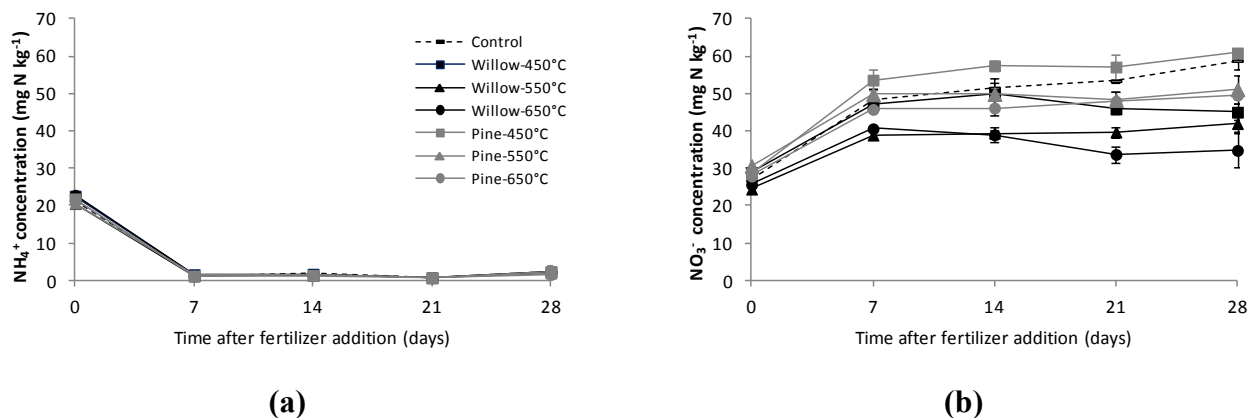 NH₄⁺ concentration (mg N kg⁻¹)
70
60
50
40
30
20
10
0
0 7 14 21 28
Time after fertilizer addition (days)
Control
Willow-450°C
Willow-550°C
Willow-650°C
Pine-450°C
Pine-550°C
Pine-650°C
(a)
NO₃⁻ concentration (mg N kg⁻¹)
70
60
50
40
30
20
10
0
0 7 14 21 28
Time after fertilizer addition (days)
(b)